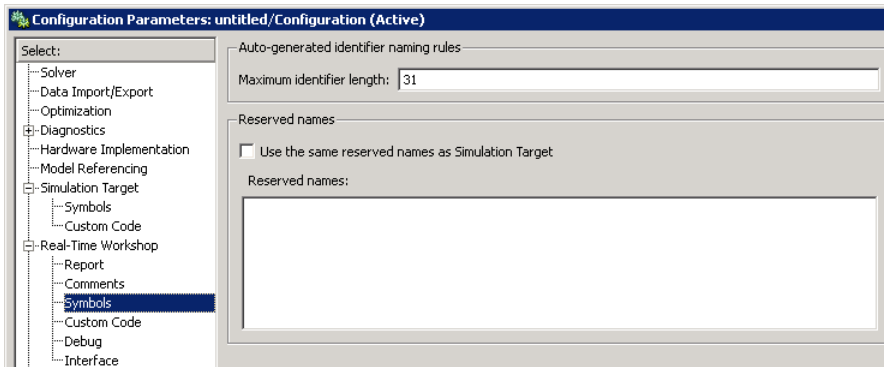 Configuration Parameters: untitled/Configuration (Active)
Select:
Solver
Data Import/Export
Optimization
Diagnostics
Hardware Implementation
Model Referencing
Simulation Target
Symbols
Custom Code
Real-Time Workshop
Report
Comments
Symbols
Custom Code
Debug
Interface
Auto-generated identifier naming rules
Maximum identifier length: 31
Reserved names
Use the same reserved names as Simulation Target
Reserved names: